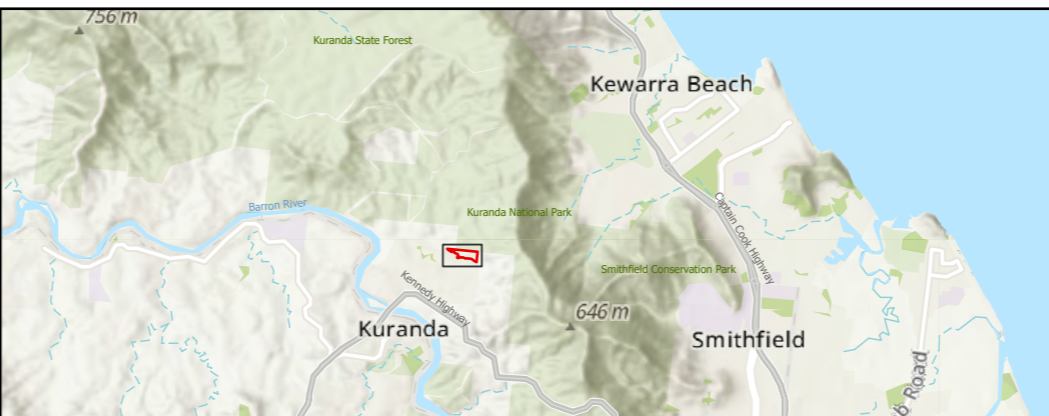 756 m
Kuranda State Forest
Kewarra Beach
Barron River
Kuranda National Park
Captain Cook Highway
Smithfield Conservation Park
Kennedy Highway
646 m
Kuranda
Smithfield
b Road